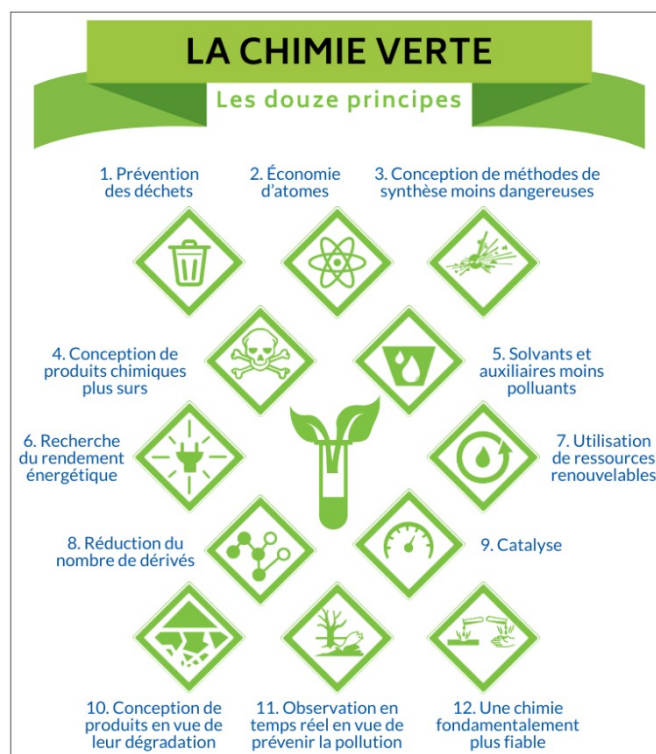 LA CHIMIE VERTE
Les douze principes
1. Prévention
des déchets
2. Économie
d'atomes
3. Conception de méthodes de
synthèse moins dangereuses
4. Conception de
produits chimiques
plus surs
5. Solvants et
auxiliaires moins
polluants
6. Recherche
du rendement
énergétique
7. Utilisation
de ressources
renouvelables
8. Réduction du
nombre de dérivés
9. Catalyse
10. Conception de
produits en vue de
leur dégradation
11. Observation en
temps réel en vue de
prévenir la pollution
12. Une chimie
fondamentalement
plus fiable